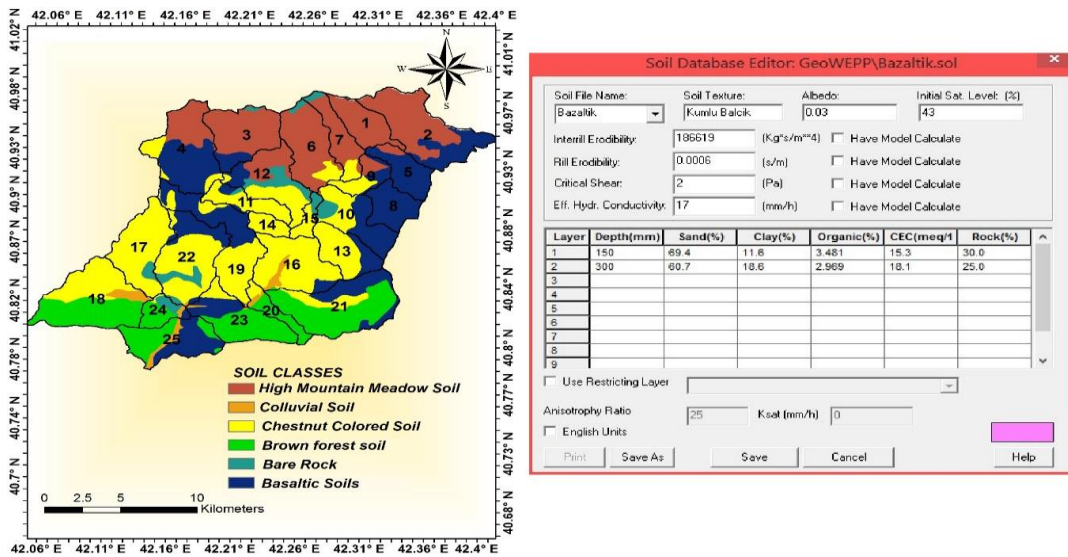 42.06° E 42.11° E 42.16° E 42.21° E 42.26° E 42.31° E 42.36° E 42.4° E
41.02° N
40.98° N
40.93° N
40.9° N
40.87° N
40.82° N
40.78° N
40.74° N
40.7° N
N
W E
S
1
2
3
4
5
6
7
8
9
10
11
12
13
14
15
16
17
18
19
20
21
22
23
24
25
SOIL CLASSES
High Mountain Meadow Soil
Colluvial Soil
Chestnut Colored Soil
Brown forest soil
Bare Rock
Basaltic Soils
0 2.5 5 10
Kilometers
41.01° N
40.97° N
40.93° N
40.88° N
40.84° N
40.8° N
40.77° N
40.73° N
40.68° N
42.06° E 42.11° E 42.16° E 42.21° E 42.26° E 42.31° E 42.36° E 42.4° E
Soil Database Editor: GeoWEPP\Bazaltik.sol
Soil File Name: Soil Texture: Albedo: Initial Sat. Level: (%)
Bazaltik Kumlu Balcik 0.03 43
Interrill Erodibility: 186619 (Kg*s/m**4) Have Model Calculate
Rill Erodibility: 0.0006 (s/m) Have Model Calculate
Critical Shear: 2 (Pa) Have Model Calculate
Eff. Hydr. Conductivity: 17 (mm/h) Have Model Calculate
Layer Depth(mm) Sand(%) Clay(%) Organic(%) CEC(meq/1 Rock(%)
1 150 69.4 11.6 3.481 15.3 30.0
2 300 60.7 18.6 2.969 18.1 25.0
3
4
5
6
7
8
9
Use Restricting Layer
Anisotrophy Ratio 25 Ksat (mm/h) 0
English Units
Print Save As Save Cancel Help